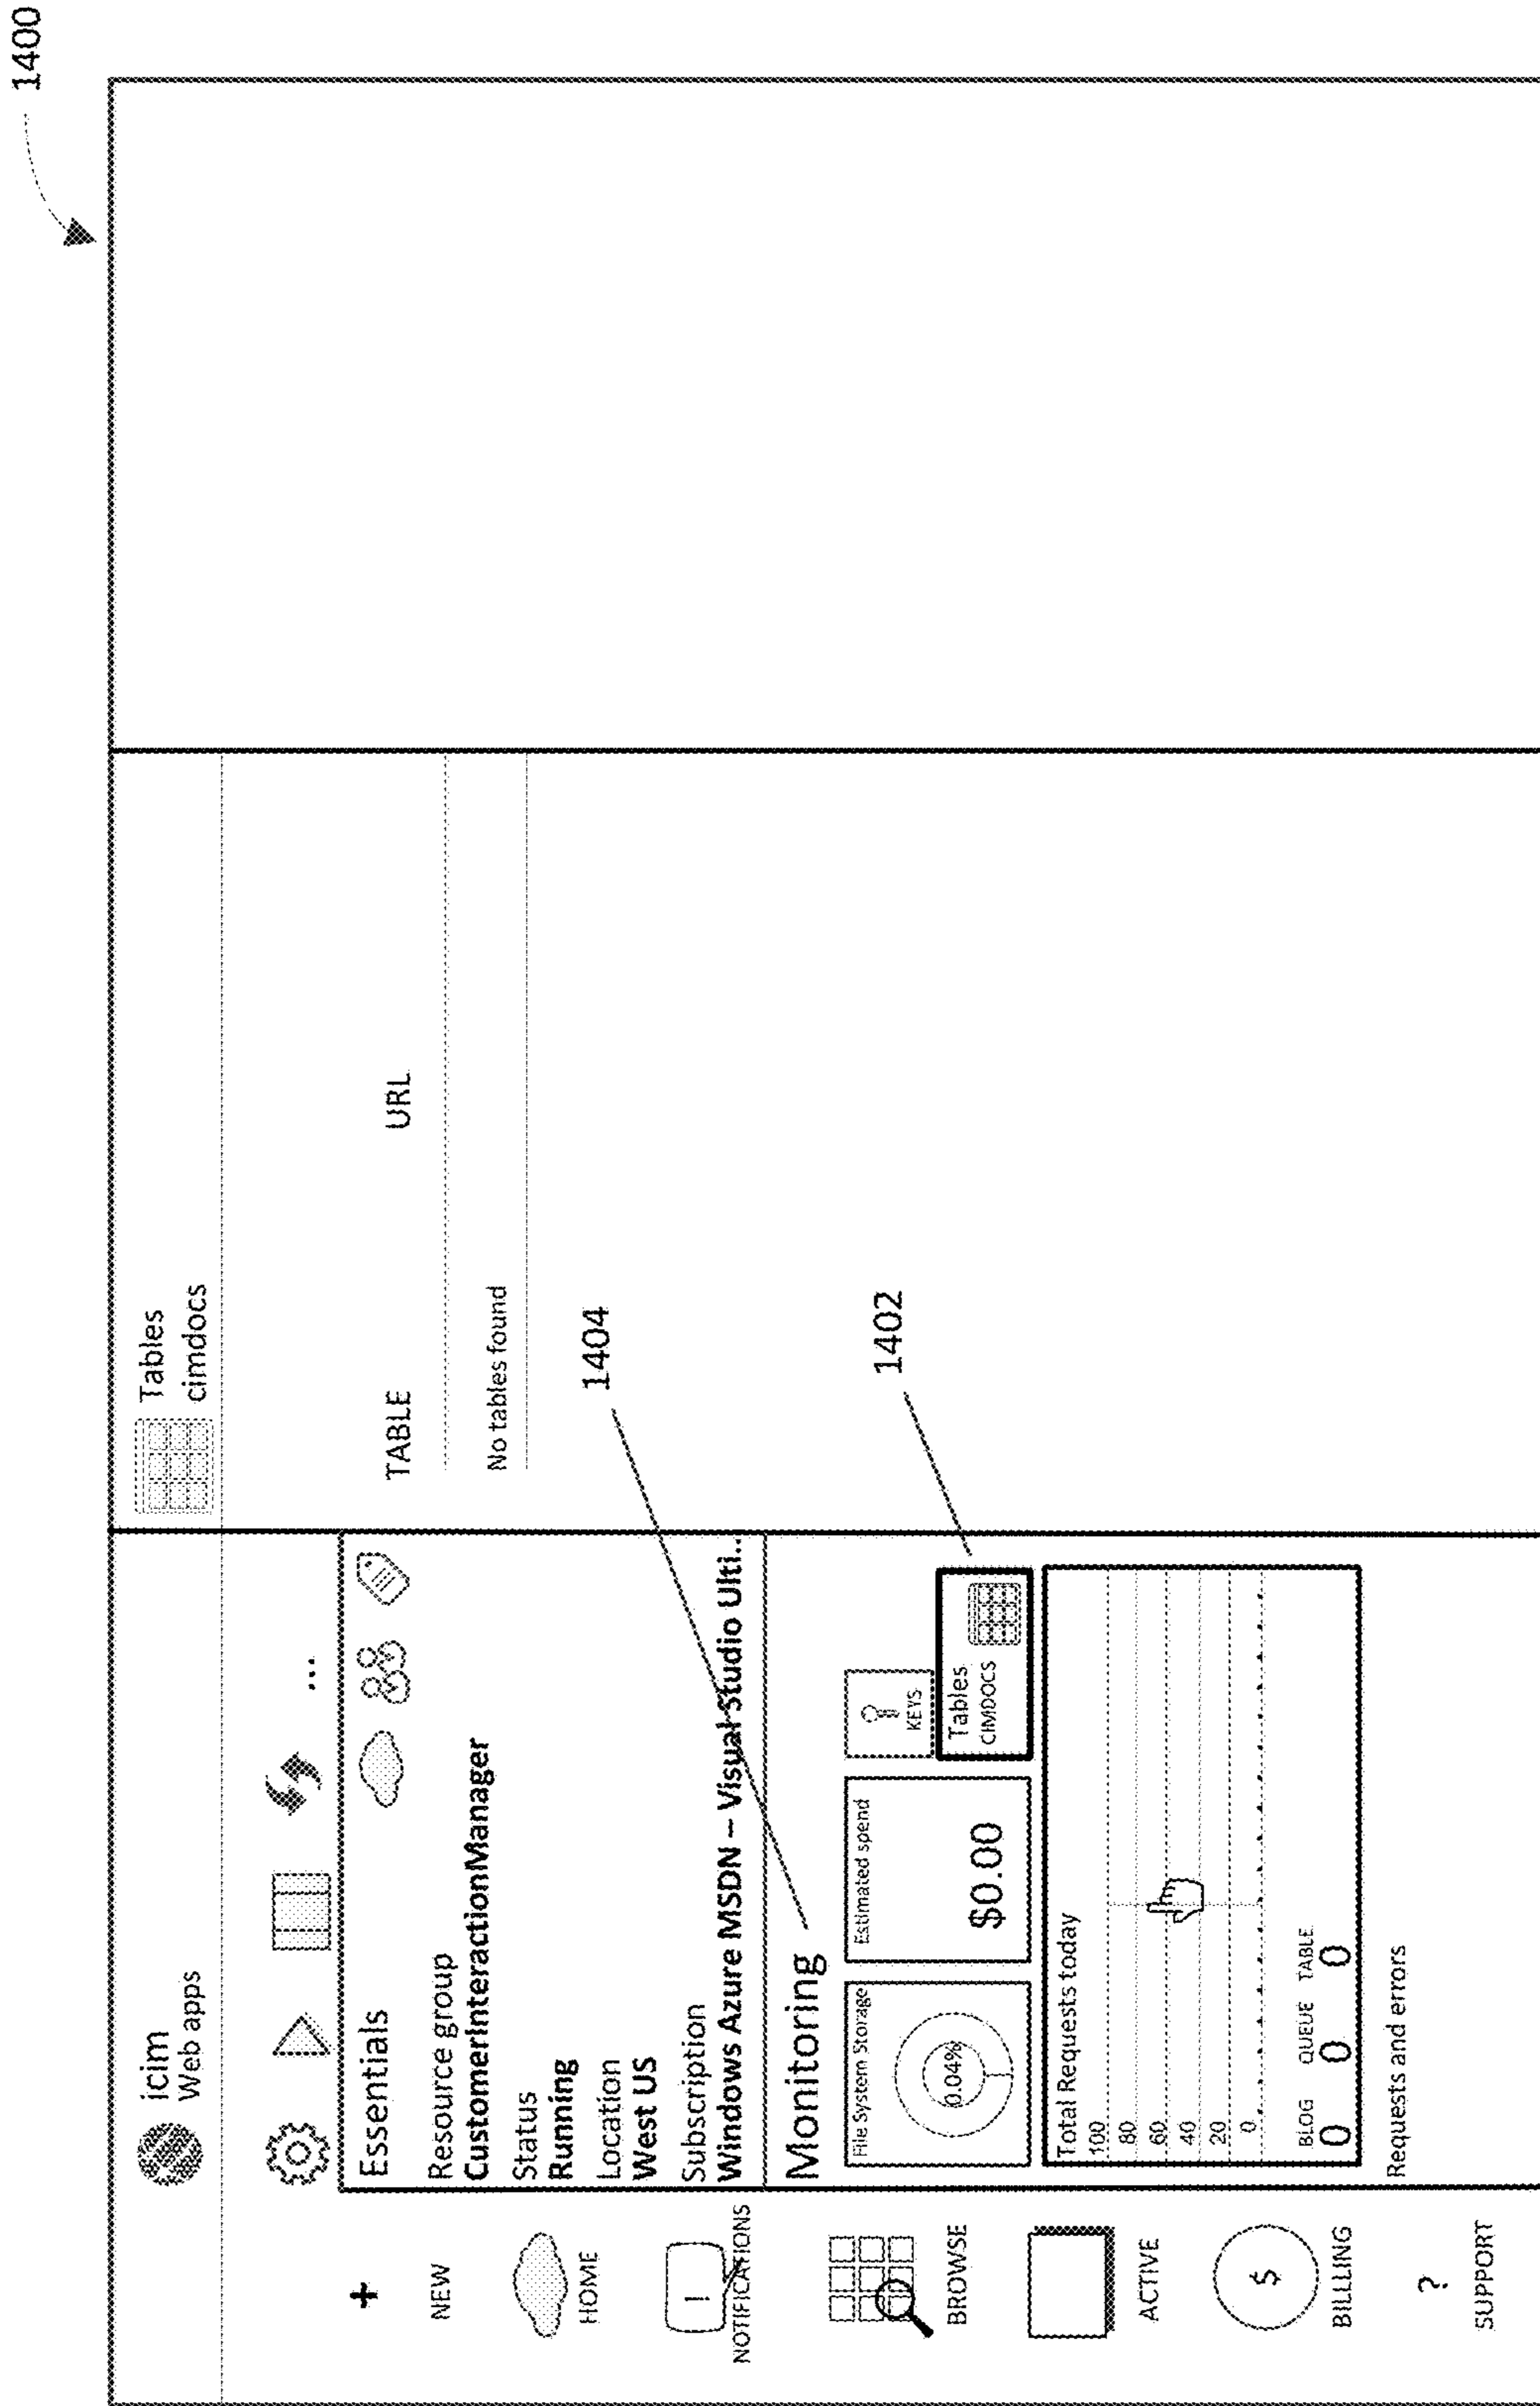 1400
icim
Web apps
...
Essentials
Resource group
CustomerInteractionManager
Status
Running
Location
West US
Subscription
Windows Azure MSDN – Visual Studio Ulti..
Monitoring
File System Storage
0.04%
Estimated spend
$0.00
KEYS
Tables
CIMDOCS
Total Requests today
100
80
60
40
20
0
BLOG QUEUE TABLE
0 0 0
Requests and errors
+
NEW
HOME
!
NOTIFICATIONS
BROWSE
ACTIVE
$
BILLLING
?
SUPPORT
Tables
cimdocs
TABLE URL
No tables found
1404
1402